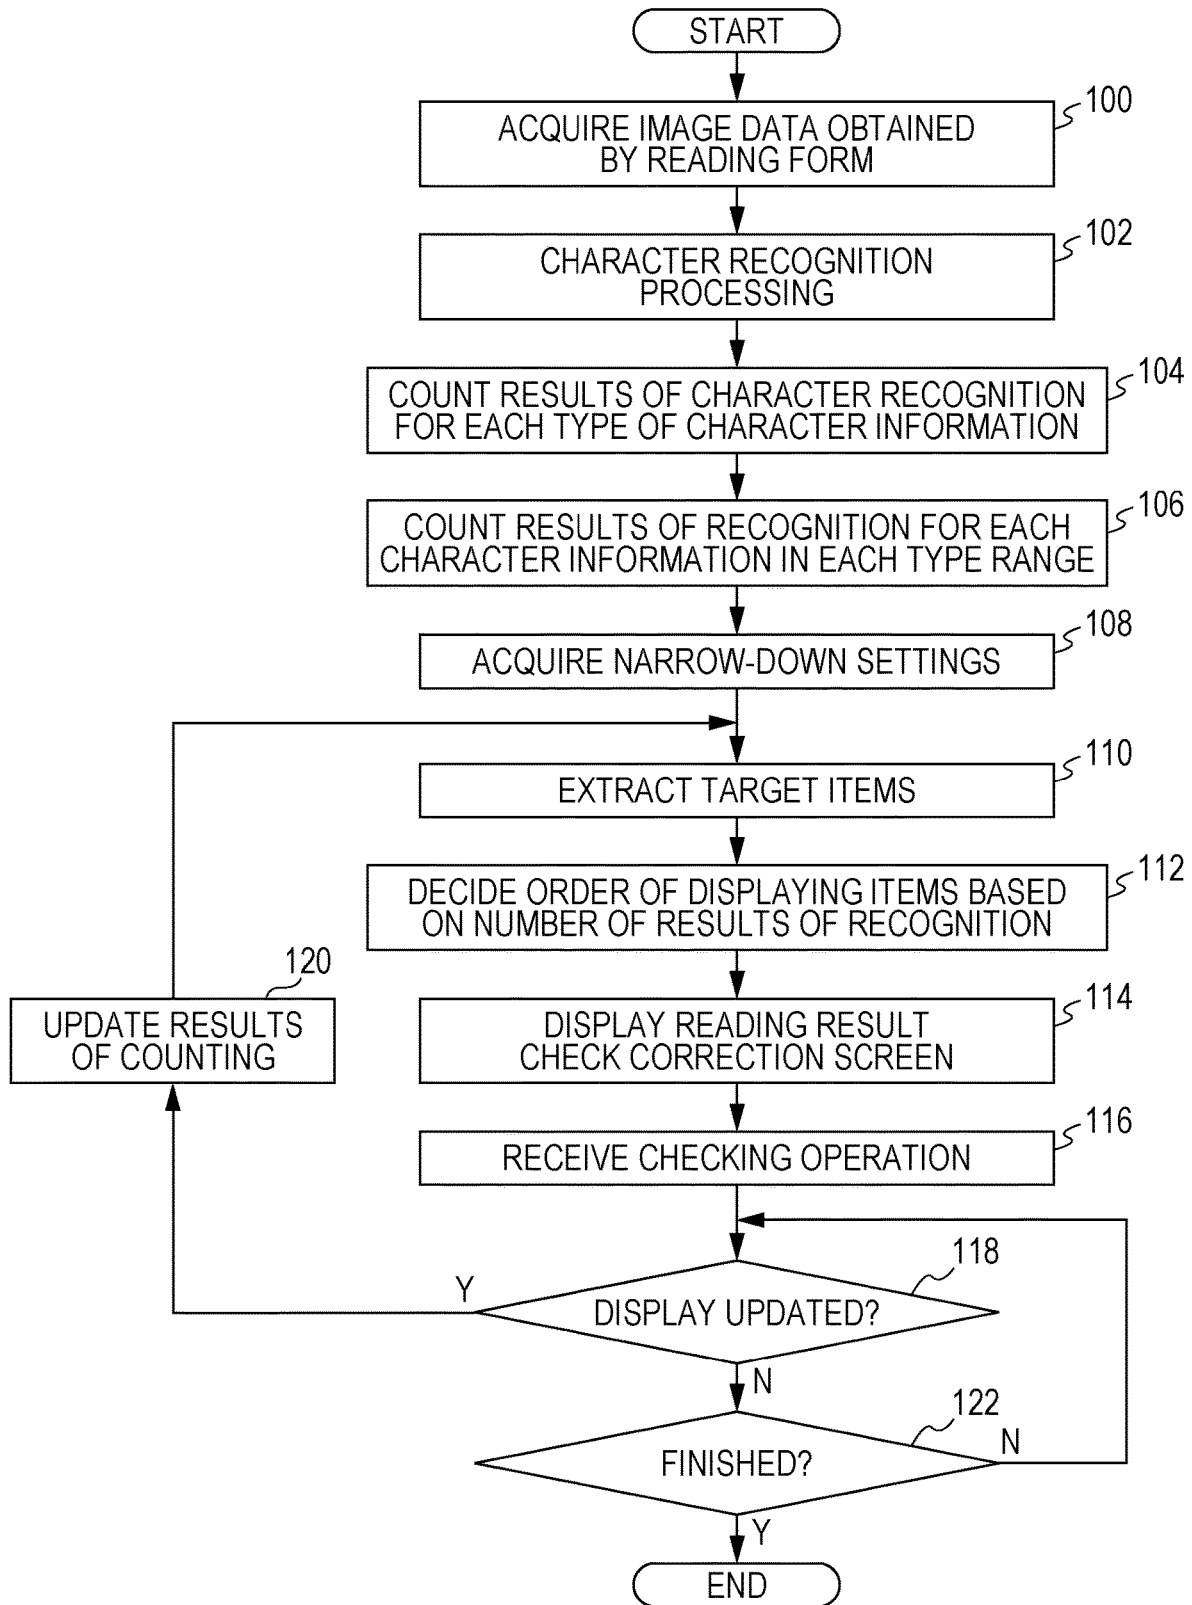 START
100
ACQUIRE IMAGE DATA OBTAINED
BY READING FORM
102
CHARACTER RECOGNITION
PROCESSING
104
COUNT RESULTS OF CHARACTER RECOGNITION
FOR EACH TYPE OF CHARACTER INFORMATION
106
COUNT RESULTS OF RECOGNITION FOR EACH
CHARACTER INFORMATION IN EACH TYPE RANGE
108
ACQUIRE NARROW-DOWN SETTINGS
110
EXTRACT TARGET ITEMS
112
DECIDE ORDER OF DISPLAYING ITEMS BASED
ON NUMBER OF RESULTS OF RECOGNITION
120
UPDATE RESULTS
OF COUNTING
114
DISPLAY READING RESULT
CHECK CORRECTION SCREEN
116
RECEIVE CHECKING OPERATION
118
Y
DISPLAY UPDATED?
N
122
FINISHED?
N
Y
END